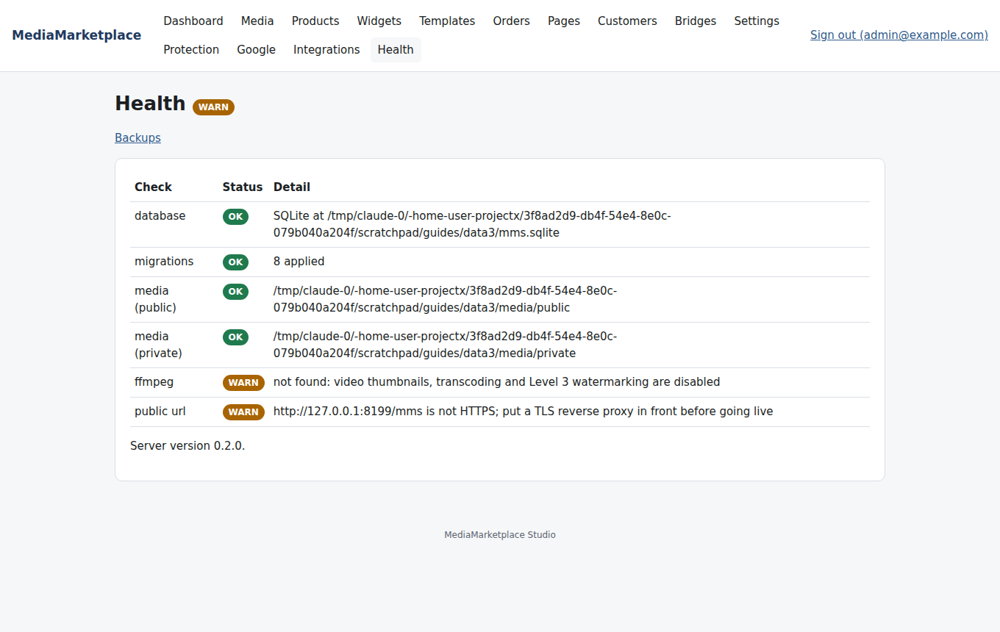 MediaMarketplace
Dashboard Media Products Widgets Templates Orders Pages Customers Bridges Settings
Protection Google Integrations Health
Sign out (admin@example.com)
Health WARN
Backups
Check Status Detail
database OK SQLite at /tmp/claude-0/-home-user-projectx/3f8ad2d9-db4f-54e4-8e0c-
079b040a204f/scratchpad/guides/data3/mms.sqlite
migrations OK 8 applied
media OK /tmp/claude-0/-home-user-projectx/3f8ad2d9-db4f-54e4-8e0c-
(public) 079b040a204f/scratchpad/guides/data3/media/public
media OK /tmp/claude-0/-home-user-projectx/3f8ad2d9-db4f-54e4-8e0c-
(private) 079b040a204f/scratchpad/guides/data3/media/private
ffmpeg WARN not found: video thumbnails, transcoding and Level 3 watermarking are disabled
public url WARN http://127.0.0.1:8199/mms is not HTTPS; put a TLS reverse proxy in front before going live
Server version 0.2.0.
MediaMarketplace Studio